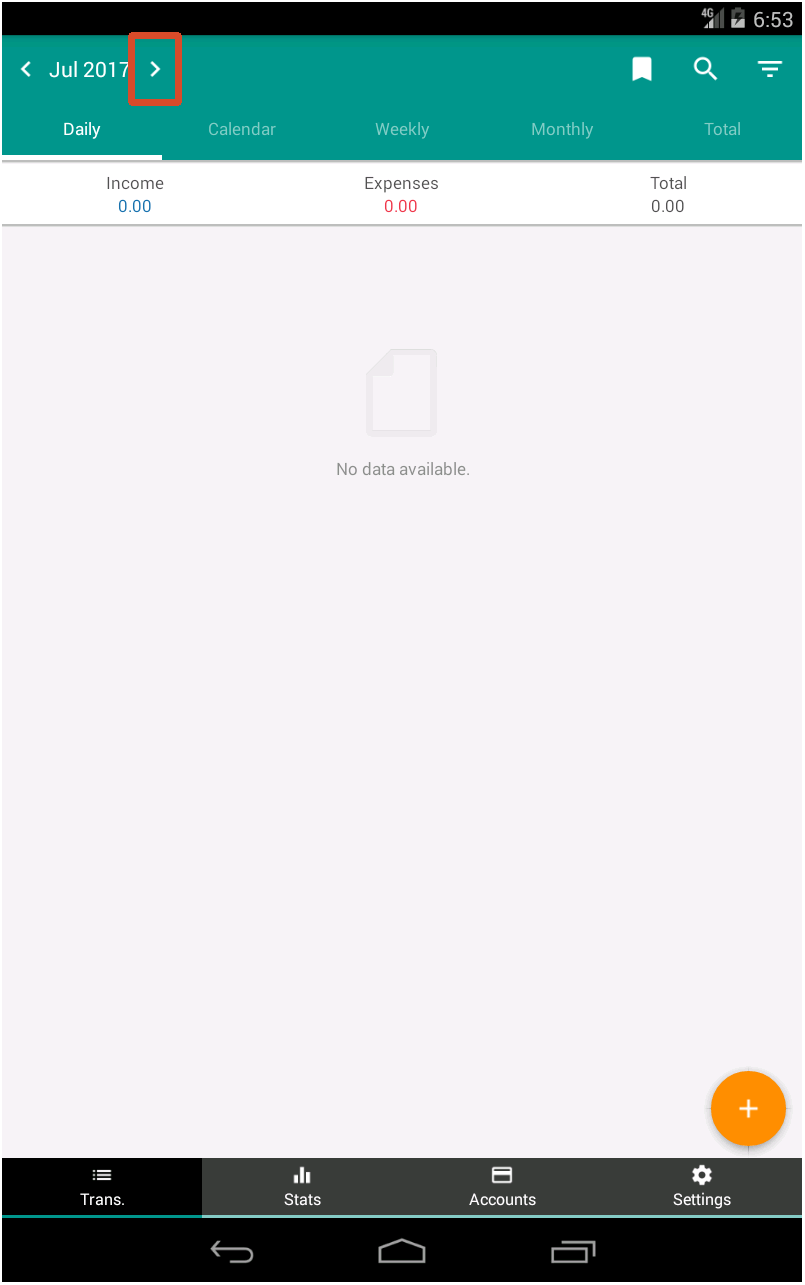 4G 6:53
Jul 2017
Daily Calendar Weekly Monthly Total
Income Expenses Total
0.00 0.00 0.00
No data available.
Trans. Stats Accounts Settings